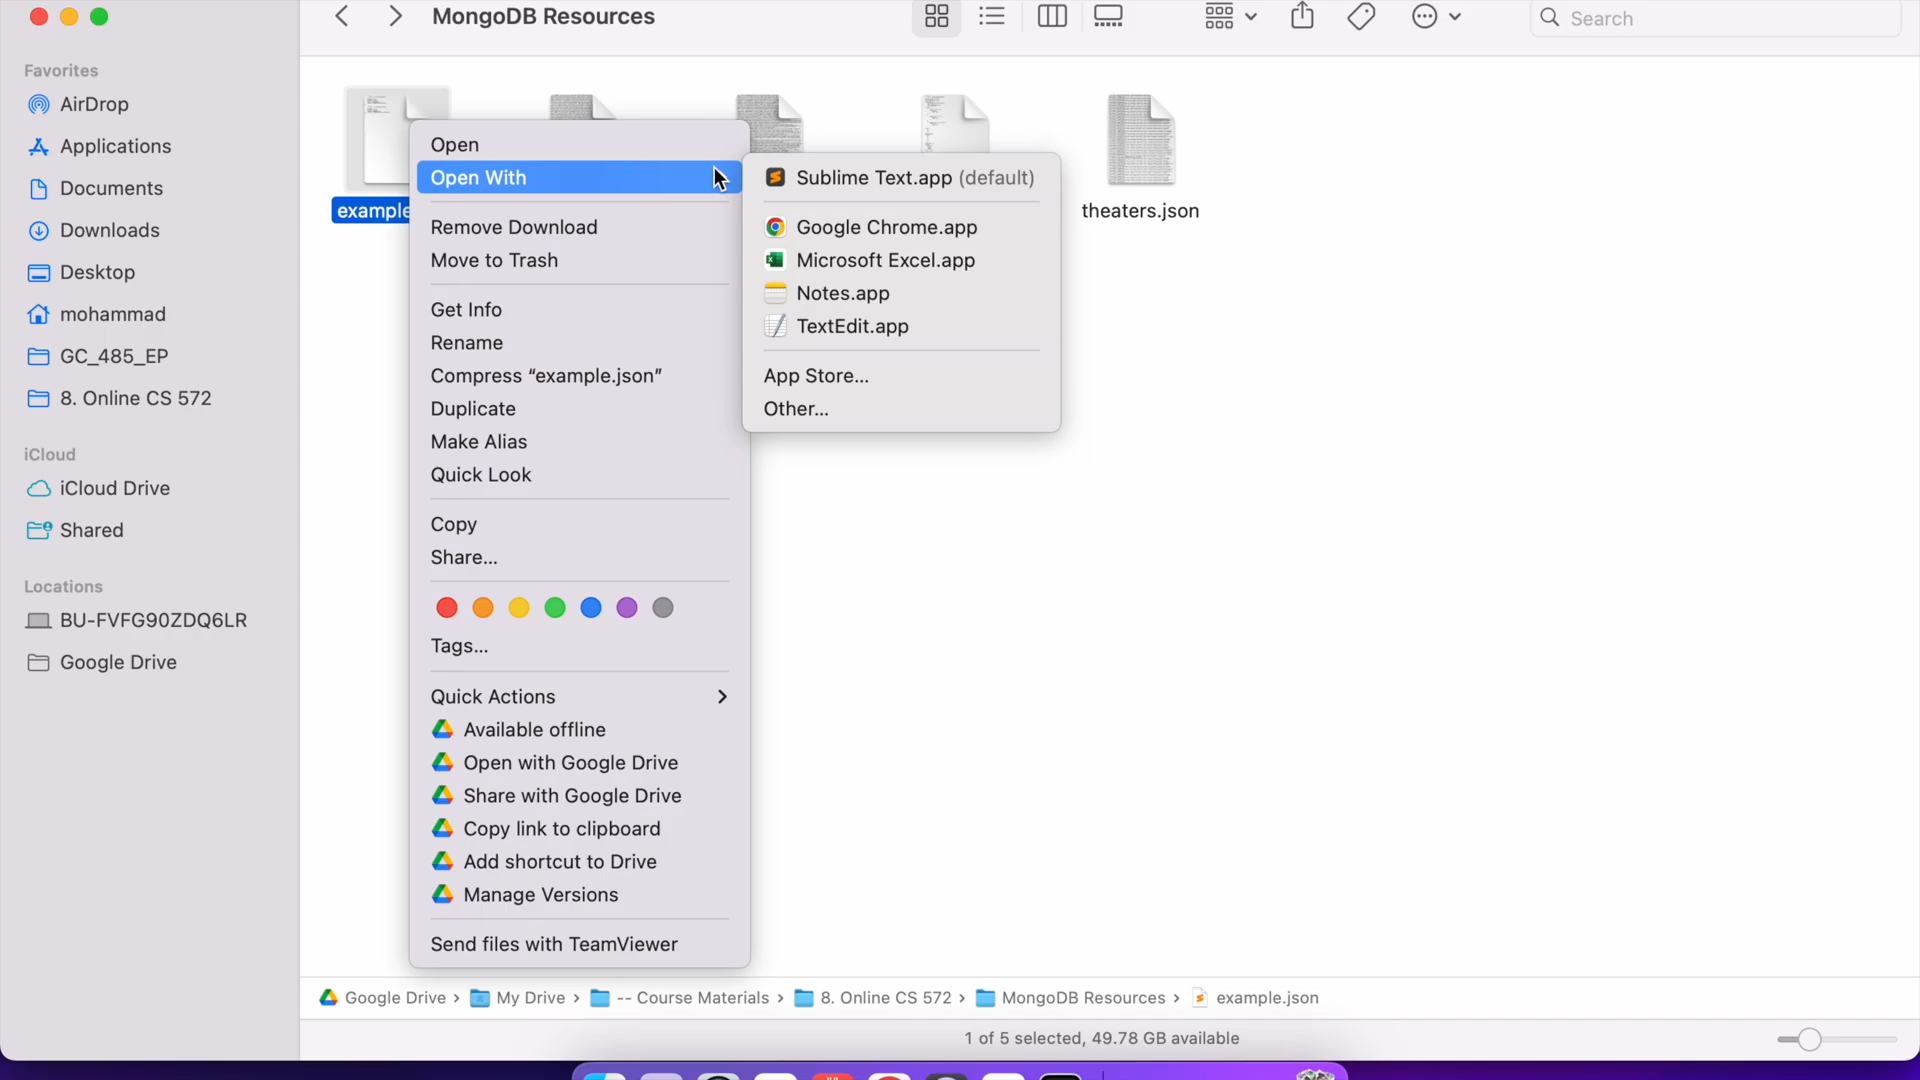 MongoDB Resources
Search
Favorites
AirDrop
Applications
Documents
Downloads
Desktop
mohammad
GC_485_EP
8. Online CS 572
iCloud
iCloud Drive
Shared
Locations
BU-FVFG90ZDQ6LR
Google Drive
example
theaters.json
Open
Open With
Remove Download
Move to Trash
Get Info
Rename
Compress “example.json”
Duplicate
Make Alias
Quick Look
Copy
Share...
Tags...
Quick Actions
Available offline
Open with Google Drive
Share with Google Drive
Copy link to clipboard
Add shortcut to Drive
Manage Versions
Send files with TeamViewer
Sublime Text.app (default)
Google Chrome.app
Microsoft Excel.app
Notes.app
TextEdit.app
App Store...
Other...
Google Drive › My Drive › -- Course Materials › 8. Online CS 572 › MongoDB Resources › example.json
1 of 5 selected, 49.78 GB available